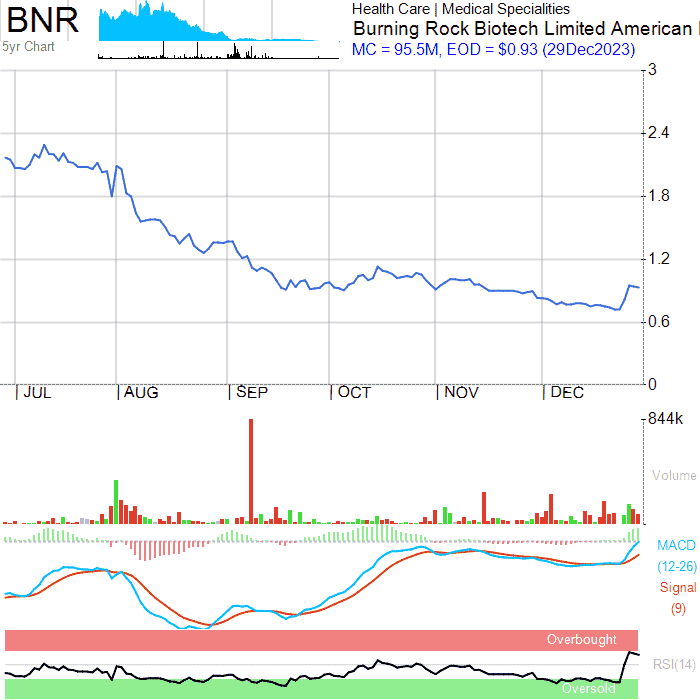 BNR
5yr Chart
Health Care | Medical Specialities
Burning Rock Biotech Limited American
MC = 95.5M, EOD = $0.93 (29Dec2023)
3
2.4
1.8
1.2
0.6
0
JUL AUG SEP OCT NOV DEC
844k
Volume
MACD
(12-26)
Signal
(9)
Overbought
RSI(14)
Oversold